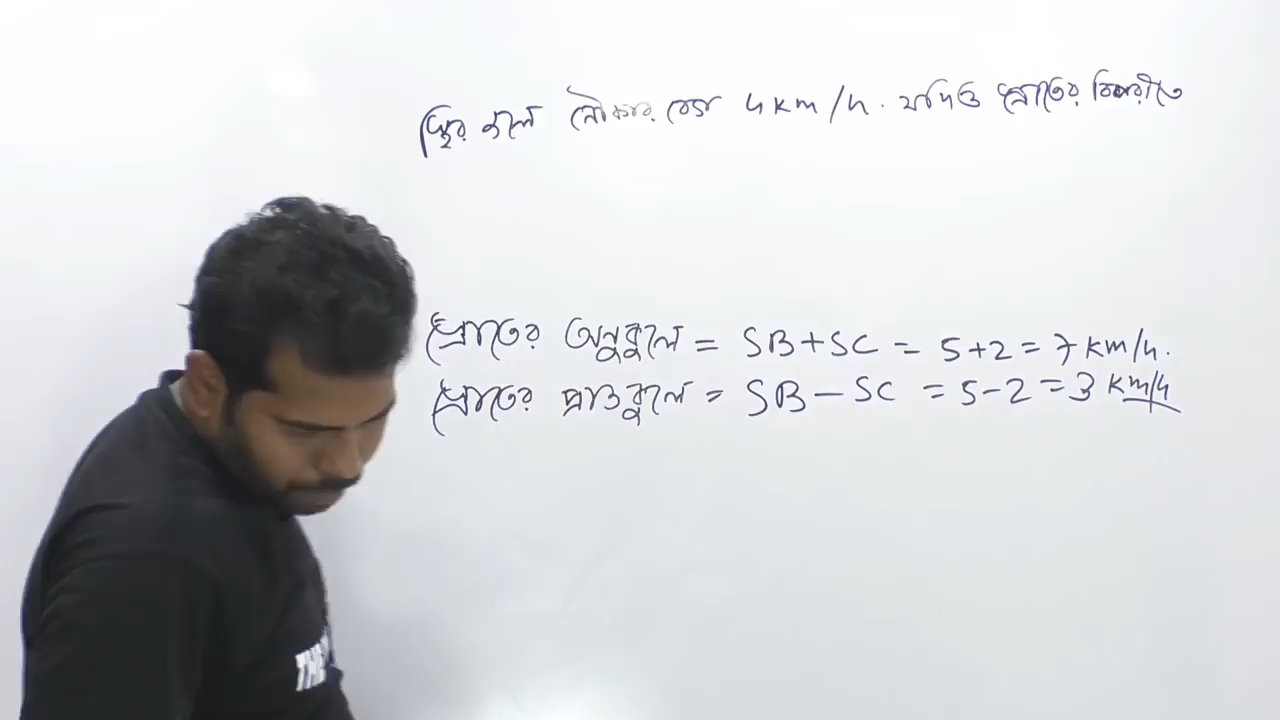 স্থির জলে নৌকার বেগ 4 km/h. যদিও স্রোতের বিপরীতে
স্রোতের অনুকুলে = SB+SC = 5+2 = 7 km/h.
স্রোতের প্রতিকুলে = SB-SC = 5-2 = 3 km/h